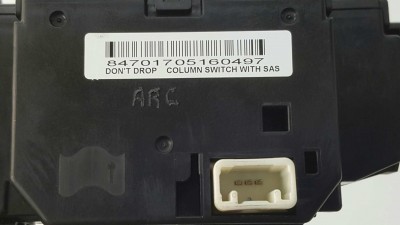 84701705160497
DON'T DROP COLUMN SWITCH WITH SAS
ARC